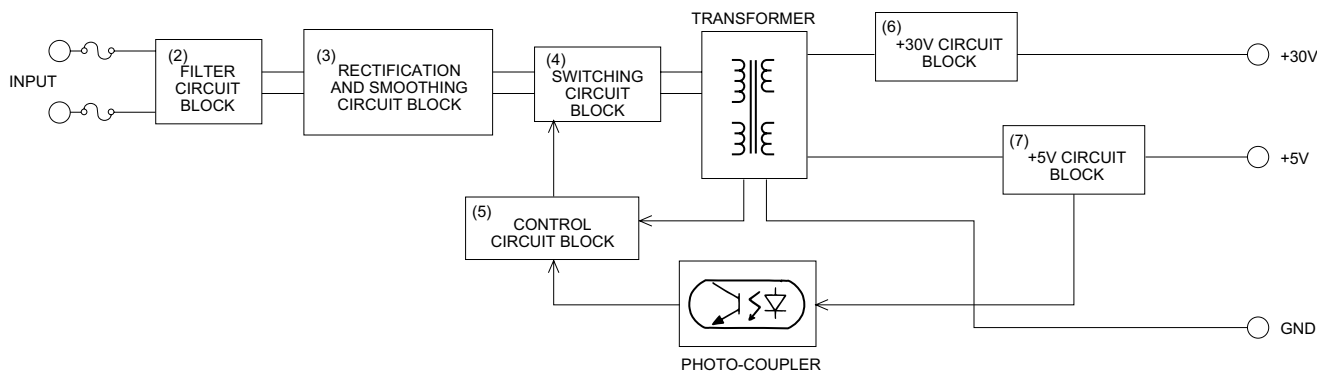 TRANSFORMER
INPUT
(2)
FILTER
CIRCUIT
BLOCK
(3)
RECTIFICATION
AND SMOOTHING
CIRCUIT BLOCK
(4)
SWITCHING
CIRCUIT
BLOCK
(6)
+30V CIRCUIT
BLOCK
+30V
(7)
+5V CIRCUIT
BLOCK
+5V
(5)
CONTROL
CIRCUIT BLOCK
GND
PHOTO-COUPLER